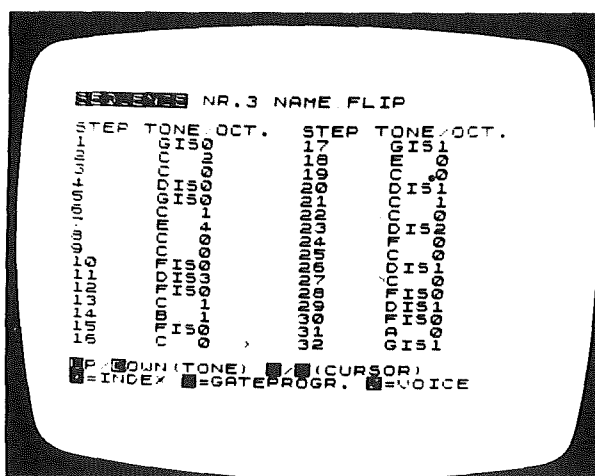 NR.3 NAME FLIP
STEP TONE/OCT. STEP TONE/OCT.
1 GIS0 17 GIS1
2 C 2 18 E 0
3 C 0 19 C 0
4 DIS0 20 DIS1
5 GIS0 21 C 1
6 C 1 22 C 0
E 4 23 DIS2
8 C 0 24 F 0
9 C 0 25 C 0
10 FIS0 26 DIS1
11 DIS3 27 C 0
12 FIS0 28 FIS0
13 C 1 29 DIS1
14 B 1 30 FIS0
15 FIS0 31 A 0
16 C 0 32 GIS1
UP/DOWN(TONE) / (CURSOR)
=INDEX =GATEPROGR. =VOICE